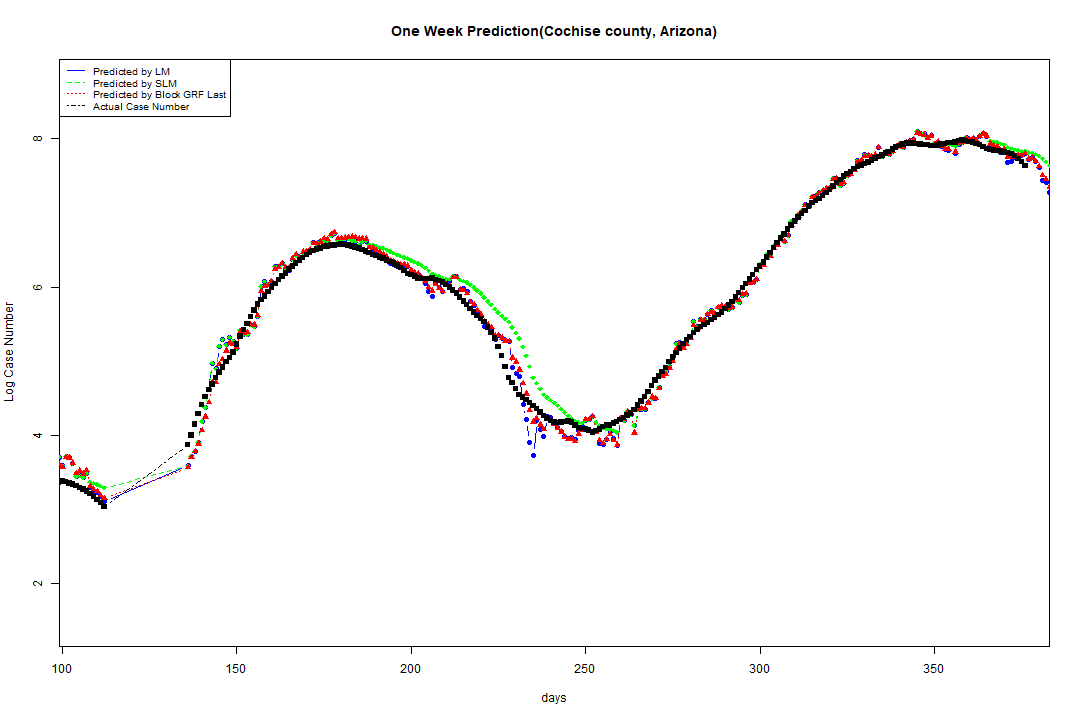 One Week Prediction(Cochise county, Arizona)
Predicted by LM
Predicted by SLM
Predicted by Block GRF Last
Actual Case Number
8
6
4
2
Log Case Number
100 150 200 250 300 350
days